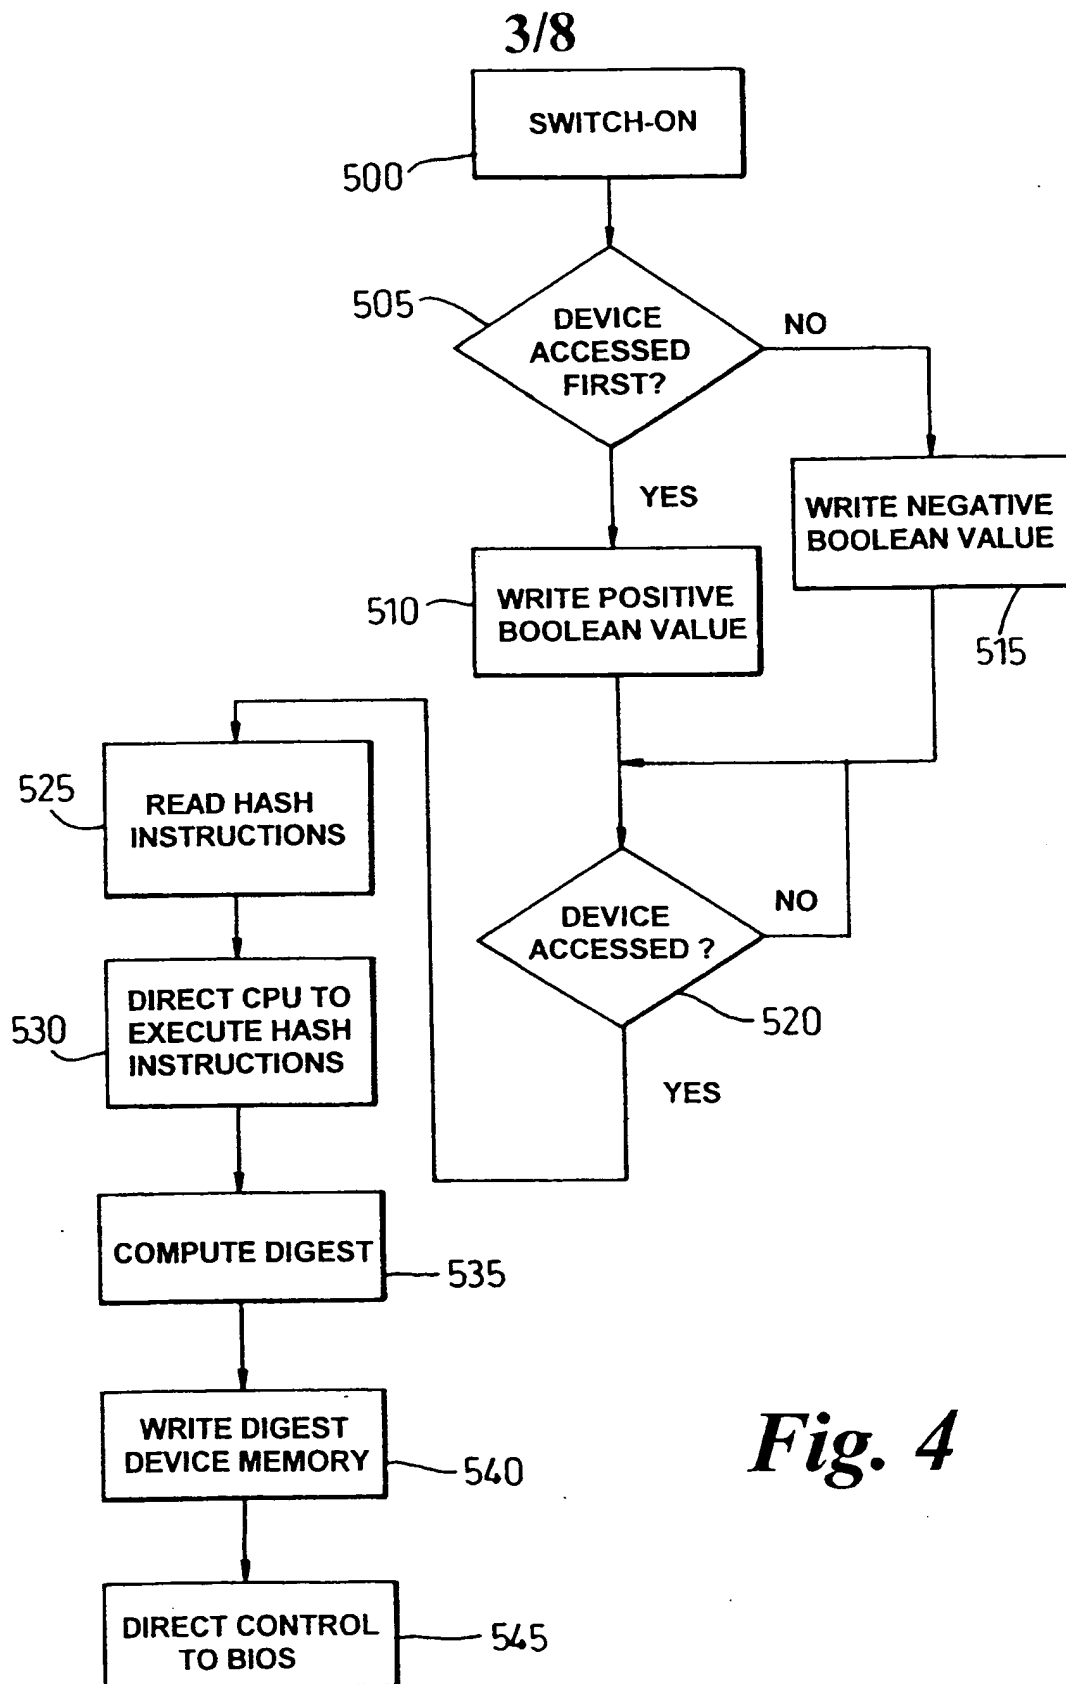 3/8
SWITCH-ON
500
505
DEVICE
ACCESSED
FIRST?
NO
YES
WRITE NEGATIVE
BOOLEAN VALUE
515
510
WRITE POSITIVE
BOOLEAN VALUE
525
READ HASH
INSTRUCTIONS
DEVICE
ACCESSED ?
NO
520
YES
530
DIRECT CPU TO
EXECUTE HASH
INSTRUCTIONS
COMPUTE DIGEST
535
WRITE DIGEST
DEVICE MEMORY
540
Fig. 4
DIRECT CONTROL
TO BIOS
545